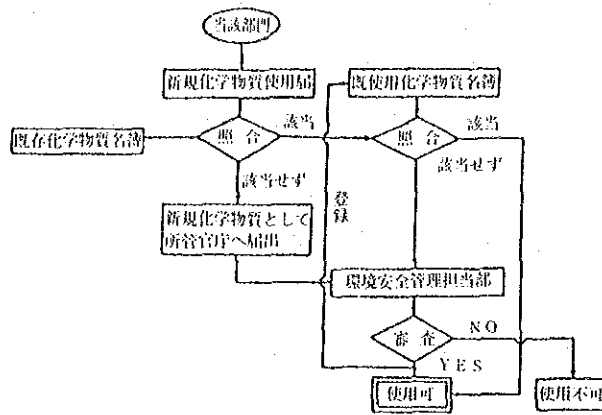 当該部門
新規化学物質使用届
既使用化学物質名簿
既存化学物質名簿
照合
該当
照合
該当
該当せず
該当せず
新規化学物質として
所管官庁へ届出
登録
環境安全管理担当部
審査
NO
YES
使用可
使用不可